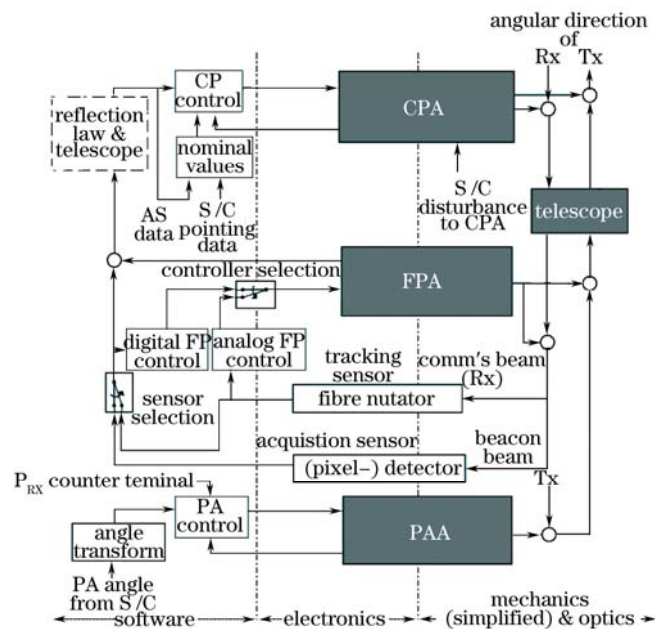 angular direction
of
Rx Tx
CP
control
CPA
reflection
law &
telescope
nominal
values
AS
data
S/C
pointing
data
S/C
disturbance
to CPA
telescope
controller selection
FPA
digital FP
control
analog FP
control
tracking
sensor
comm's beam
(Rx)
sensor
selection
fibre nutator
acquistion sensor
beacon
beam
(pixel-) detector
PRX counter teminal
Tx
PA
control
PAA
angle
transform
PA angle
from S/C
software
electronics
mechanics
(simplified) & optics